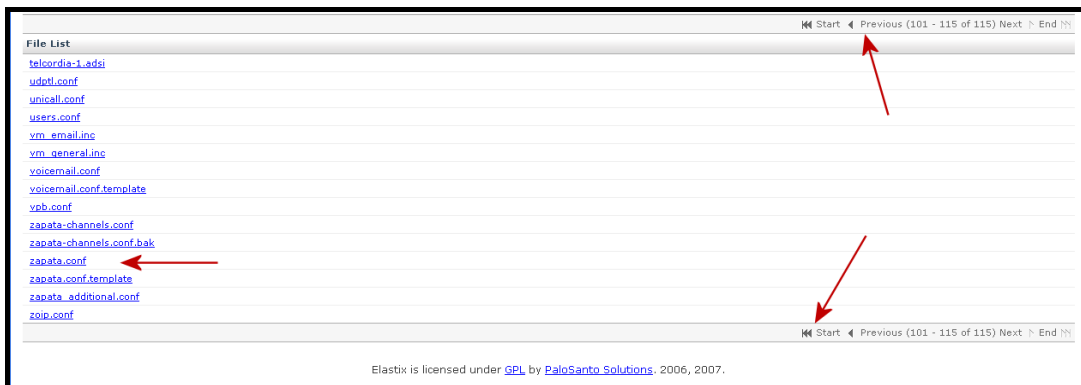 Start Previous (101 - 115 of 115) Next End
File List
telcordia-1.adsi
udptl.conf
unicall.conf
users.conf
vm_email.inc
vm_general.inc
voicemail.conf
voicemail.conf.template
vpb.conf
zapata-channels.conf
zapata-channels.conf.bak
zapata.conf
zapata.conf.template
zapata_additional.conf
zoip.conf
Start Previous (101 - 115 of 115) Next End
Elastix is licensed under GPL by PaloSanto Solutions. 2006, 2007.